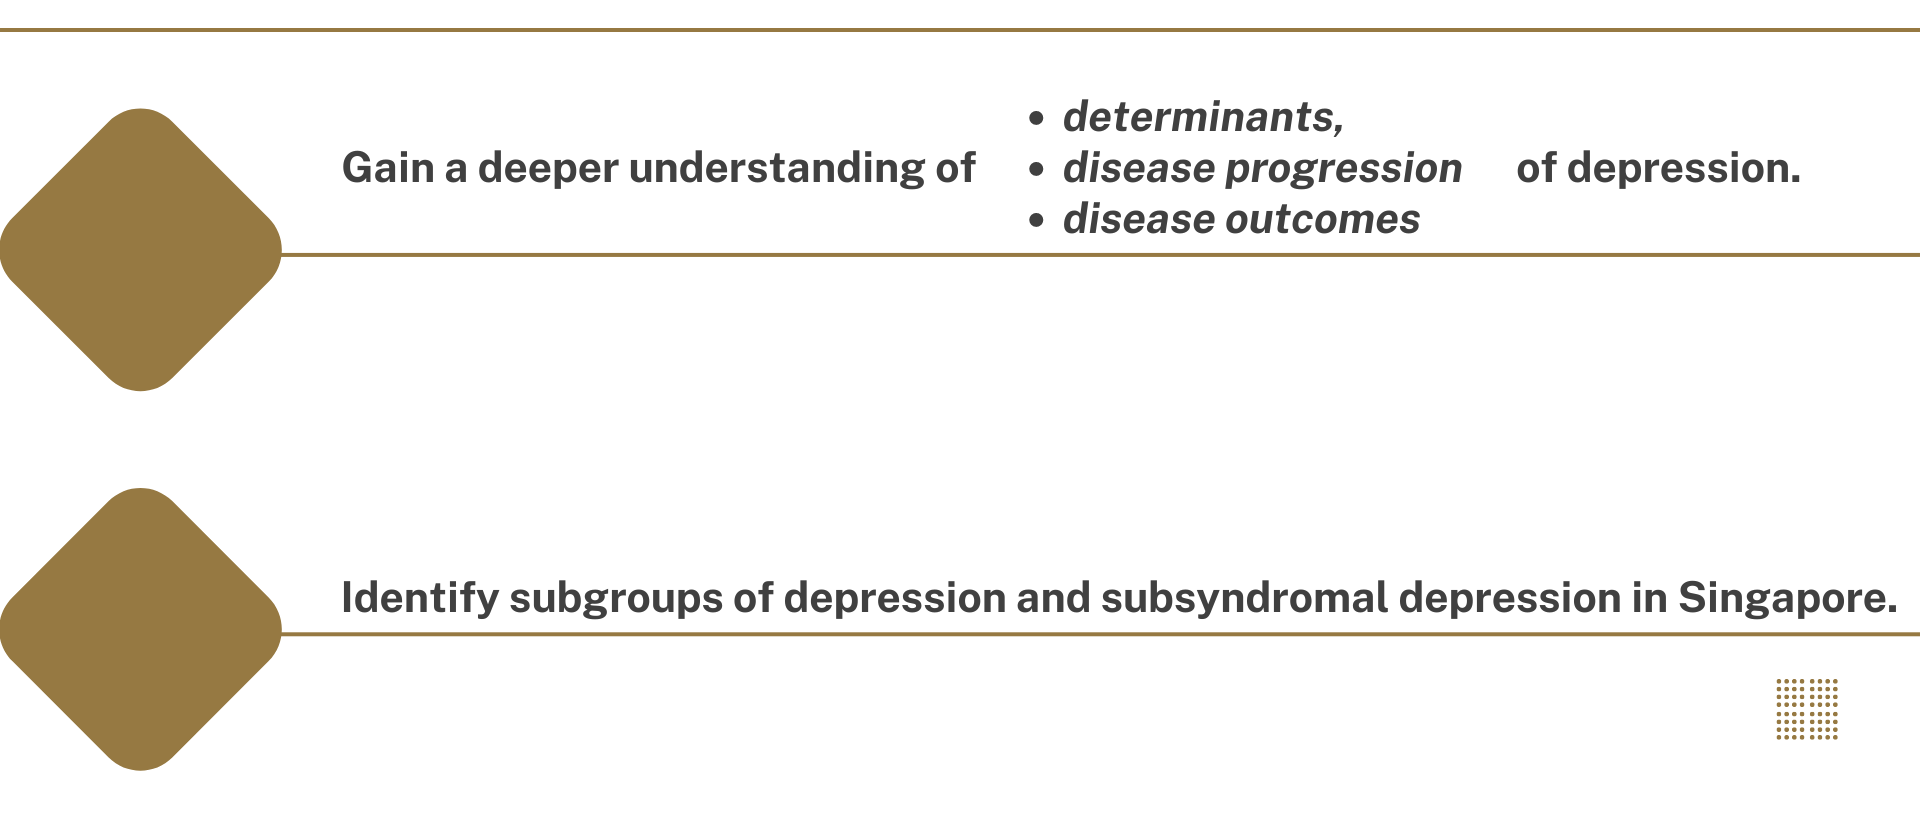 Gain a deeper understanding of
• determinants,
• disease progression
• disease outcomes
of depression.
Identify subgroups of depression and subsyndromal depression in Singapore.